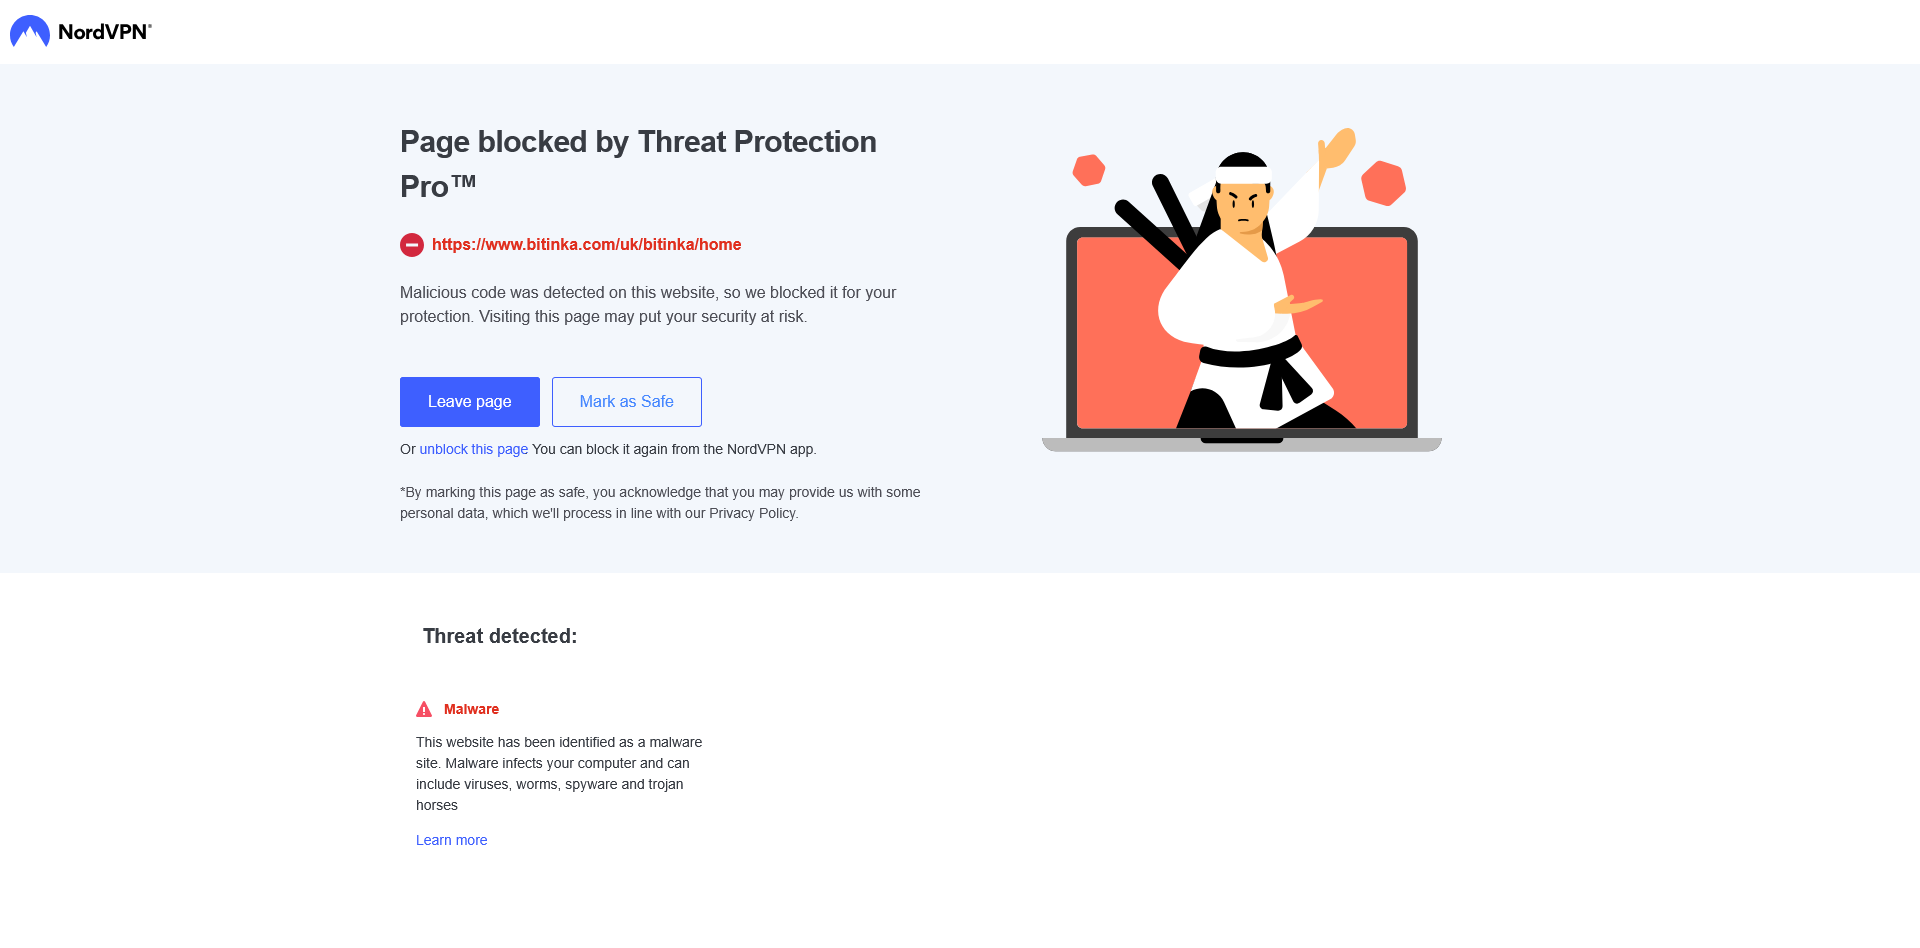 NordVPN®
Page blocked by Threat Protection
Pro™
https://www.bitinka.com/uk/bitinka/home
Malicious code was detected on this website, so we blocked it for your
protection. Visiting this page may put your security at risk.
Leave page
Mark as Safe
Or unblock this page You can block it again from the NordVPN app.
*By marking this page as safe, you acknowledge that you may provide us with some
personal data, which we'll process in line with our Privacy Policy.
Threat detected:
Malware
This website has been identified as a malware
site. Malware infects your computer and can
include viruses, worms, spyware and trojan
horses
Learn more